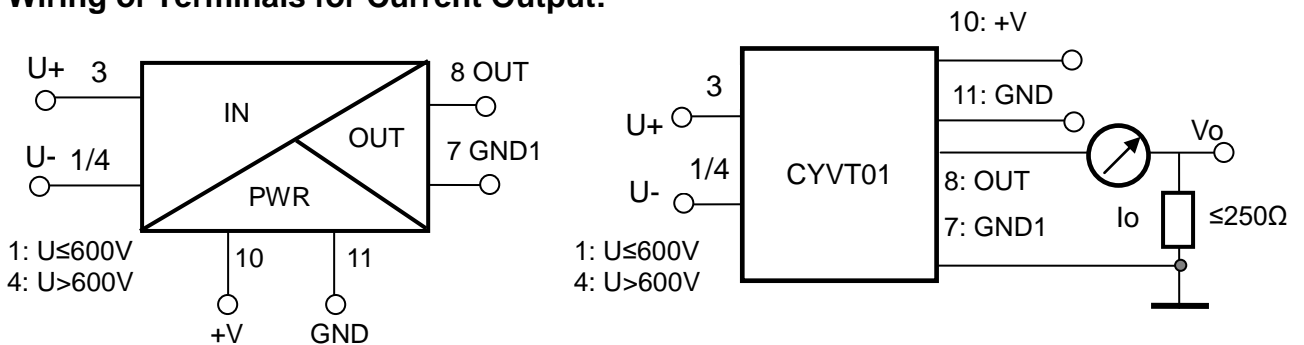 Wiring of Terminals for Current Output:
U+ 3
U- 1/4
IN
OUT
PWR
8 OUT
7 GND1
1: U≤600V
4: U>600V
10
11
+V
GND
3
U+
1/4
U-
1: U≤600V
4: U>600V
CYVT01
10: +V
11: GND
8: OUT
7: GND1
Vo
Io
≤250Ω